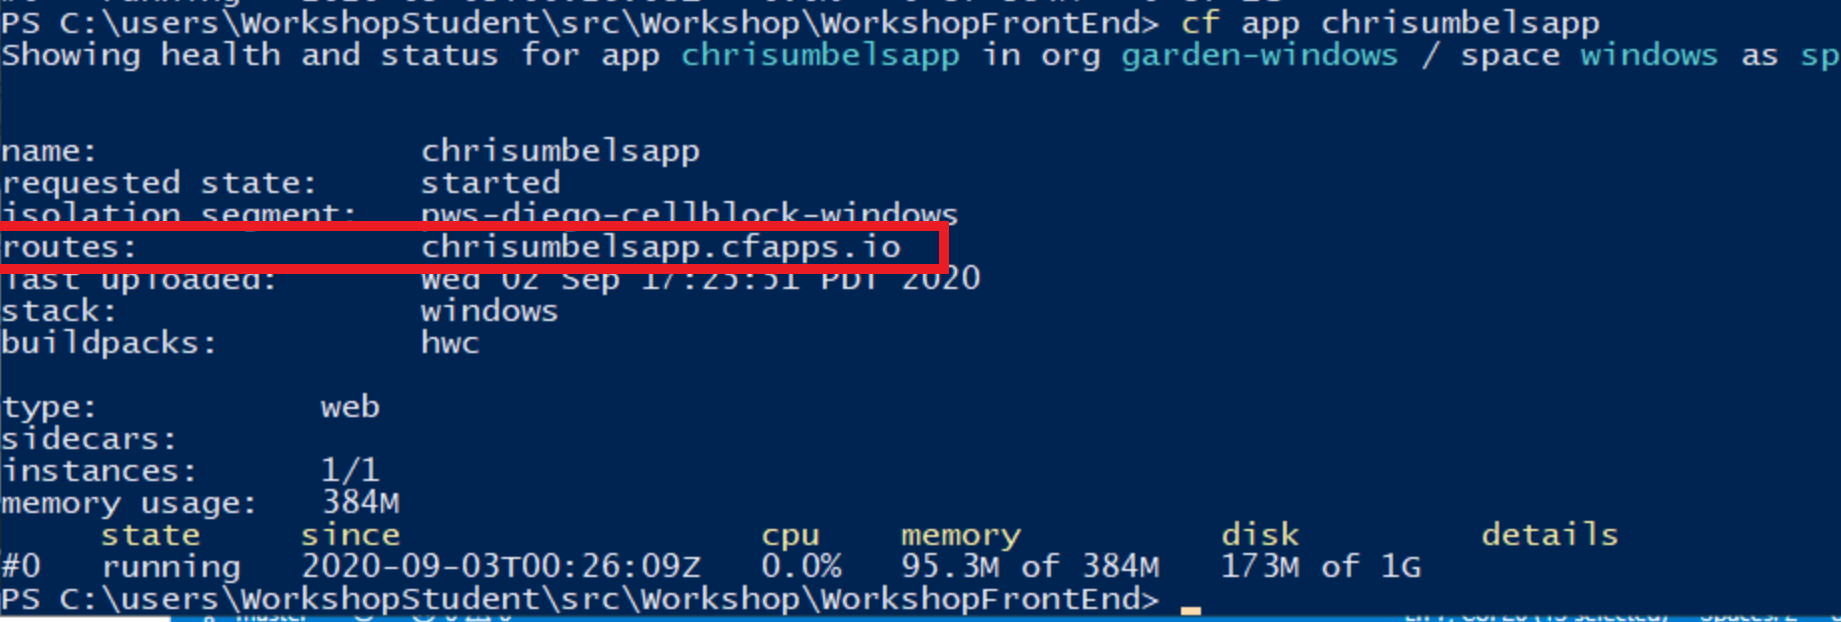 PS C:\users\WorkshopStudent\src\Workshop\WorkshopFrontEnd> cf app chrisumbelsapp
Showing health and status for app chrisumbelsapp in org garden-windows / space windows as sp
name: chrisumbelsapp
requested state: started
isolation segment: pws-diego-cellblock-windows
routes: chrisumbelsapp.cfapps.io
last uploaded: Wed 02 Sep 17:25:51 PDT 2020
stack: windows
buildpacks: hwc
type: web
sidecars:
instances: 1/1
memory usage: 384M
state since cpu memory disk details
#0 running 2020-09-03T00:26:09Z 0.0% 95.3M of 384M 173M of 1G
PS C:\users\WorkshopStudent\src\Workshop\WorkshopFrontEnd>